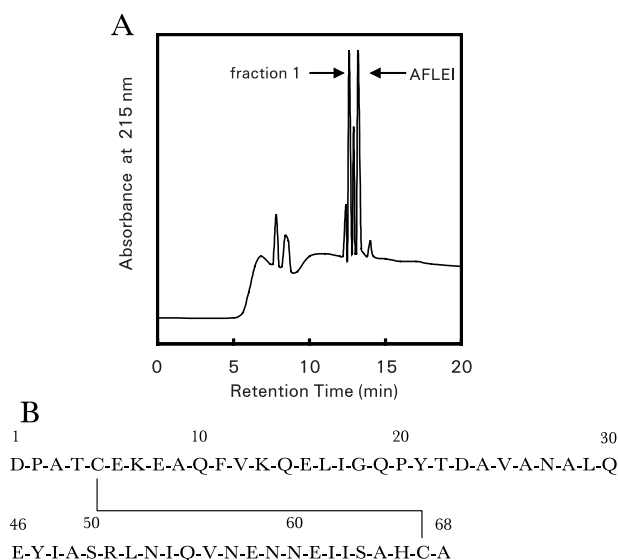 A
fraction 1
AFLEI
Absorbance at 215 nm
0 5 10 15 20
Retention Time (min)
B
1 10 20 30
D-P-A-T-C-E-K-E-A-Q-F-V-K-Q-E-L-I-G-Q-P-Y-T-D-A-V-A-N-A-L-Q
46 50 60 68
E-Y-I-A-S-R-L-N-I-Q-V-N-E-N-N-E-I-I-S-A-H-C-A